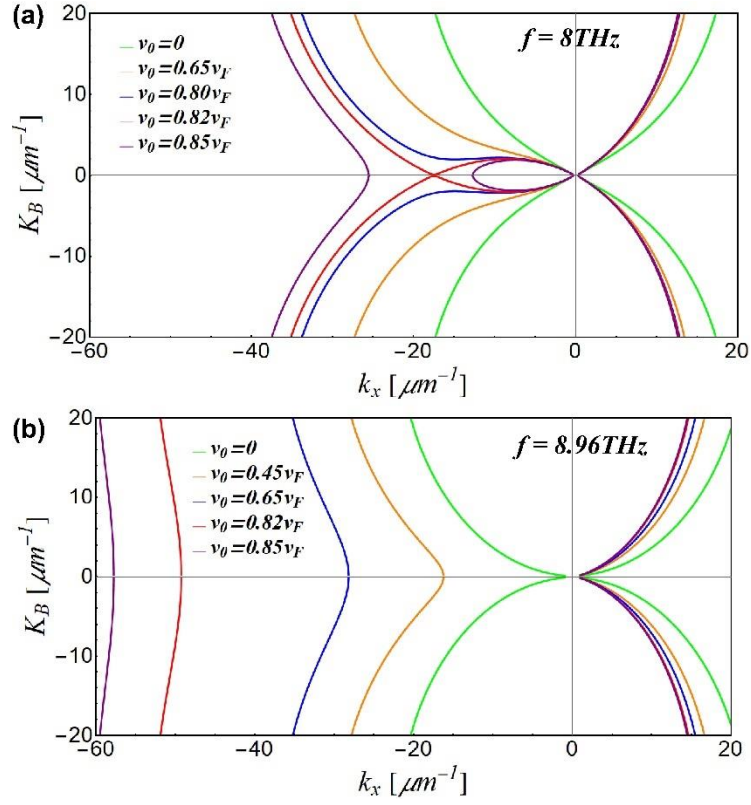 (a)
f = 8THz
v₀=0
v₀=0.65v_F
v₀=0.80v_F
v₀=0.82v_F
v₀=0.85v_F
K_B [μm⁻¹]
20
10
0
−10
−20
−60
−40
−20
0
20
k_x [μm⁻¹]
(b)
f = 8.96THz
v₀=0
v₀=0.45v_F
v₀=0.65v_F
v₀=0.82v_F
v₀=0.85v_F
K_B [μm⁻¹]
20
10
0
−10
−20
−60
−40
−20
0
20
k_x [μm⁻¹]